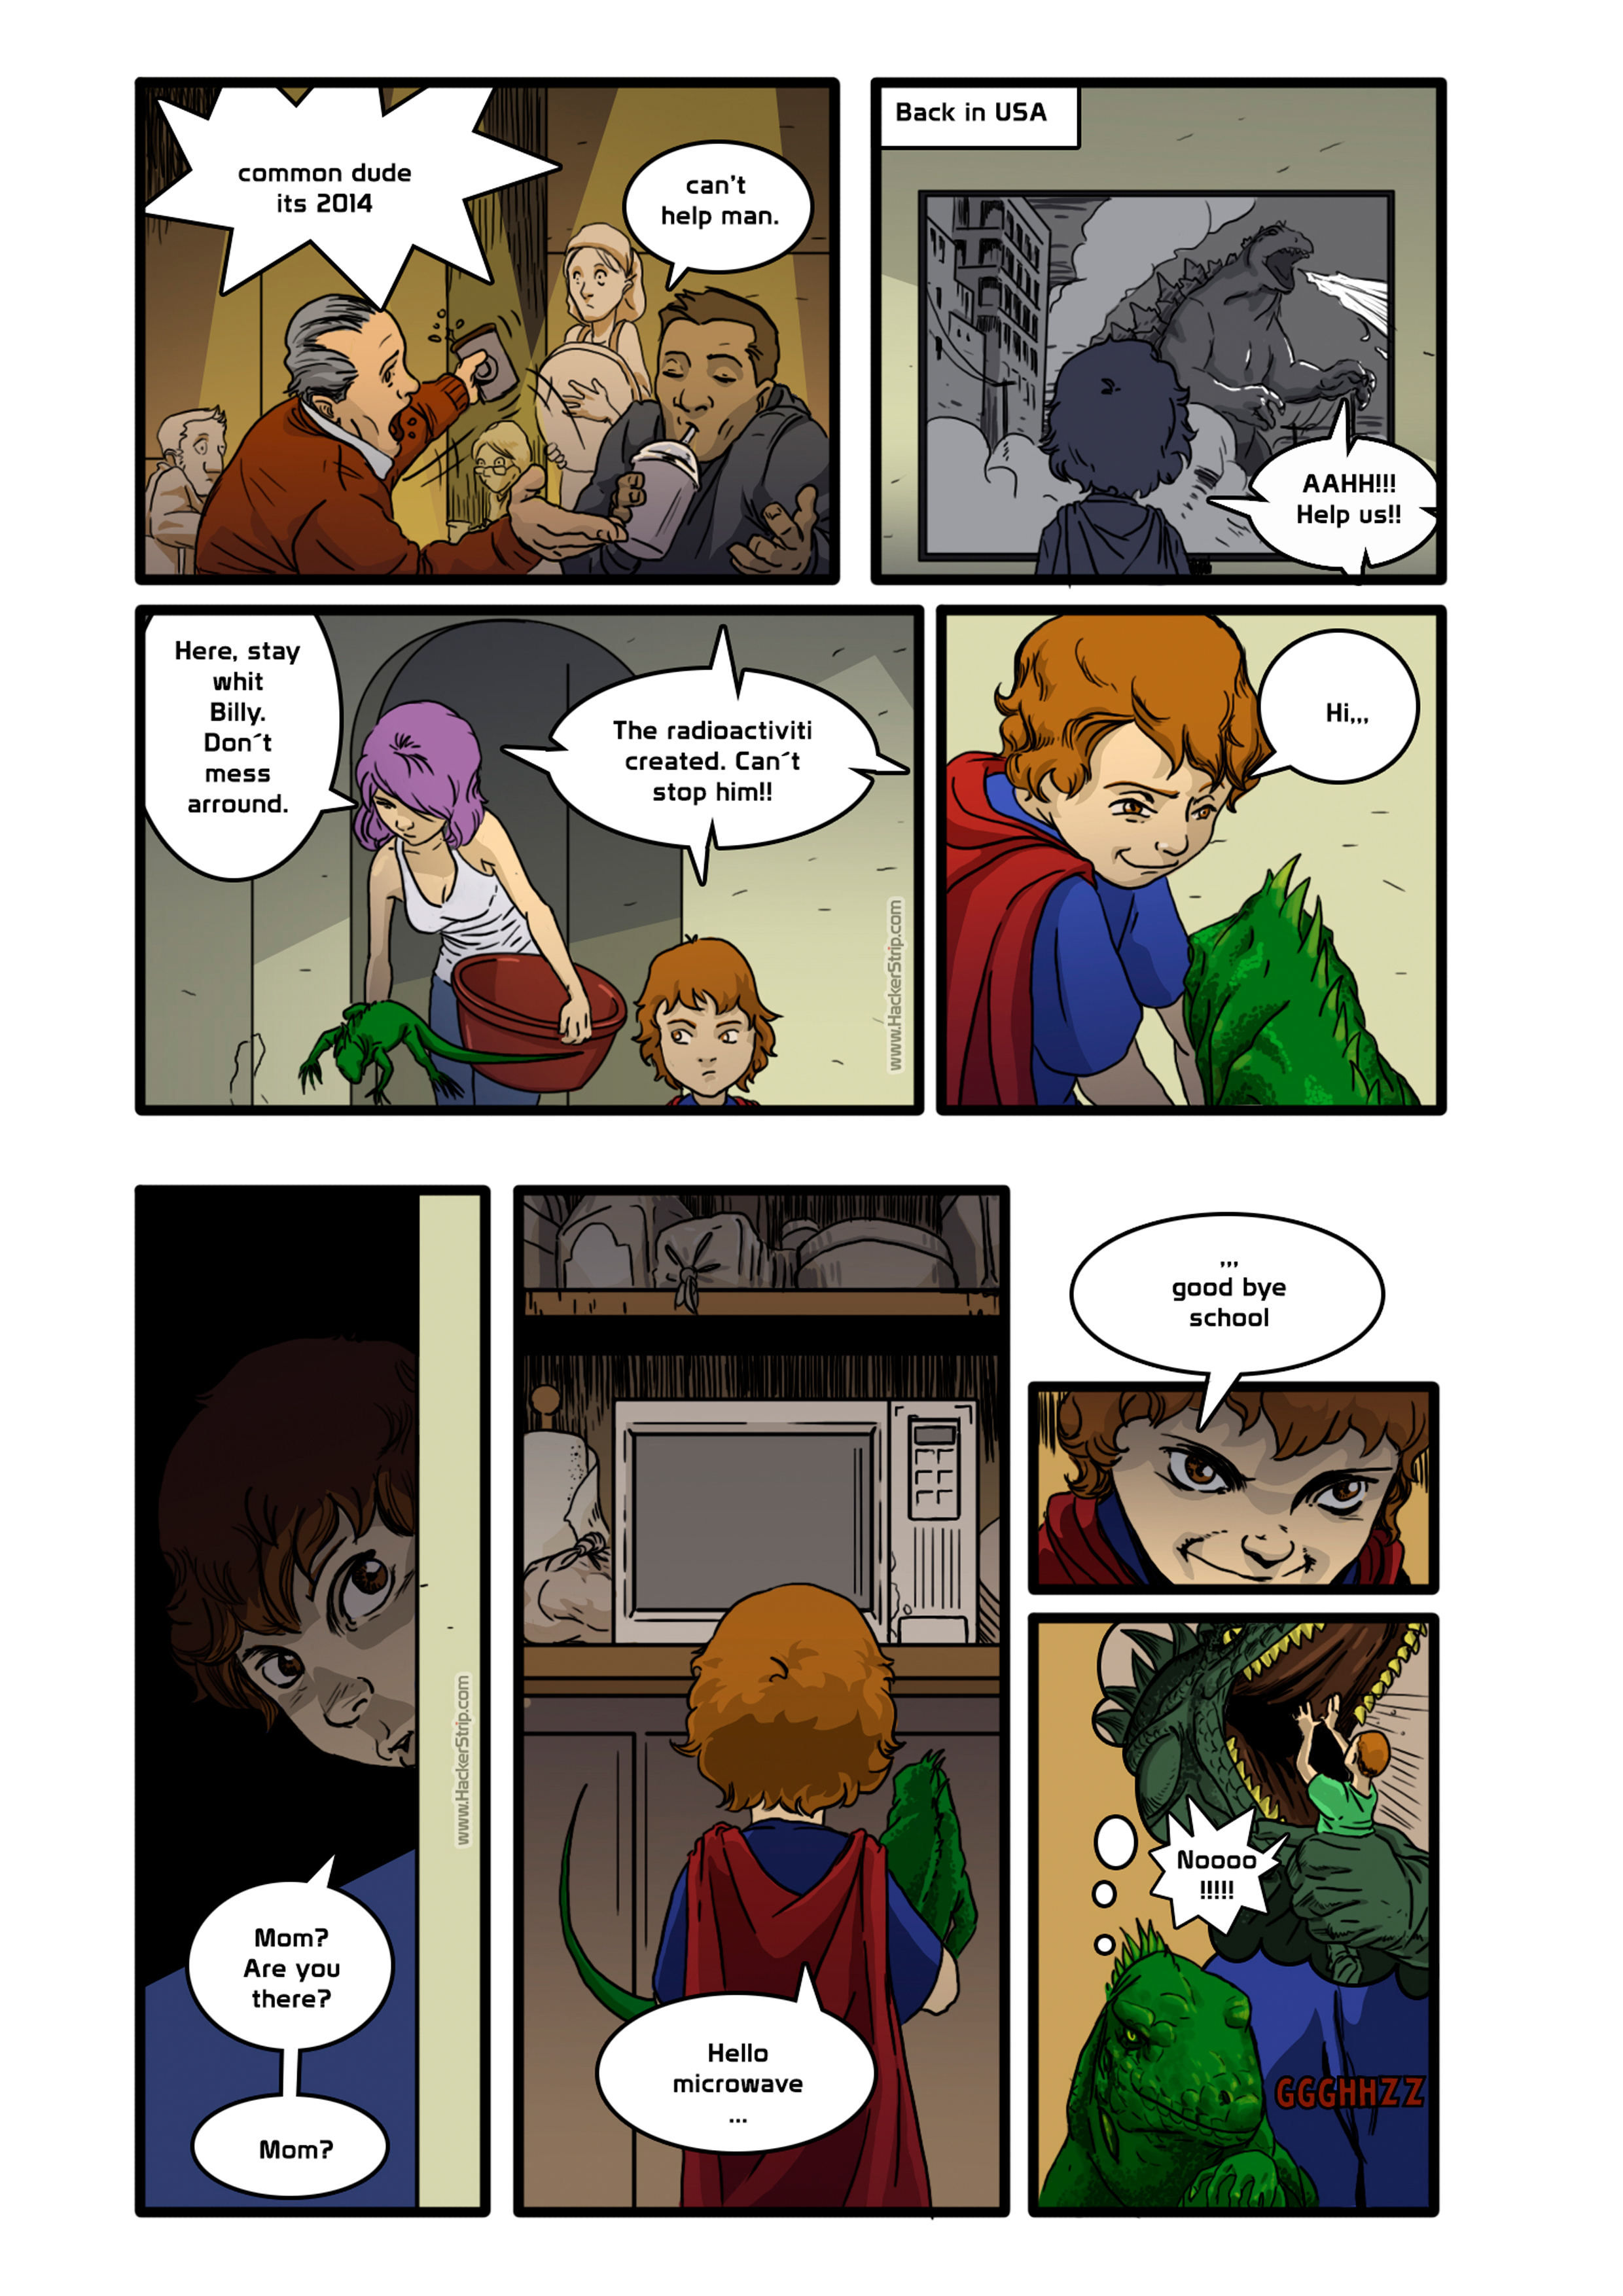 common dude
its 2014
can't
help man.
Back in USA
AAHH!!!
Help us!!
Here, stay
whit
Billy.
Don´t
mess
arround.
The radioactiviti
created. Can´t
stop him!!
www.HackerStrip.com
Hi,,,
Mom?
Are you
there?
Mom?
www.HackerStrip.com
Hello
microwave
...
,,,
good bye
school
Noooo
!!!!!
GGGHHZZ